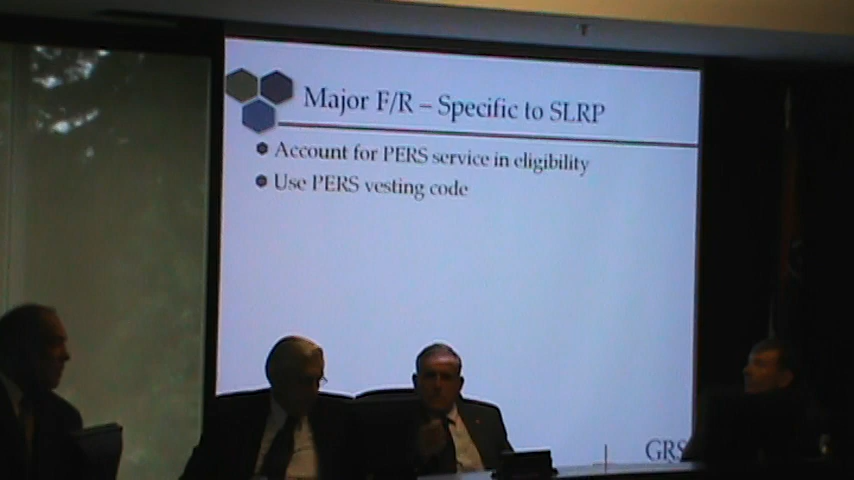 Major F/R – Specific to SLRP
Account for PERS service in eligibility
Use PERS vesting code
GRS